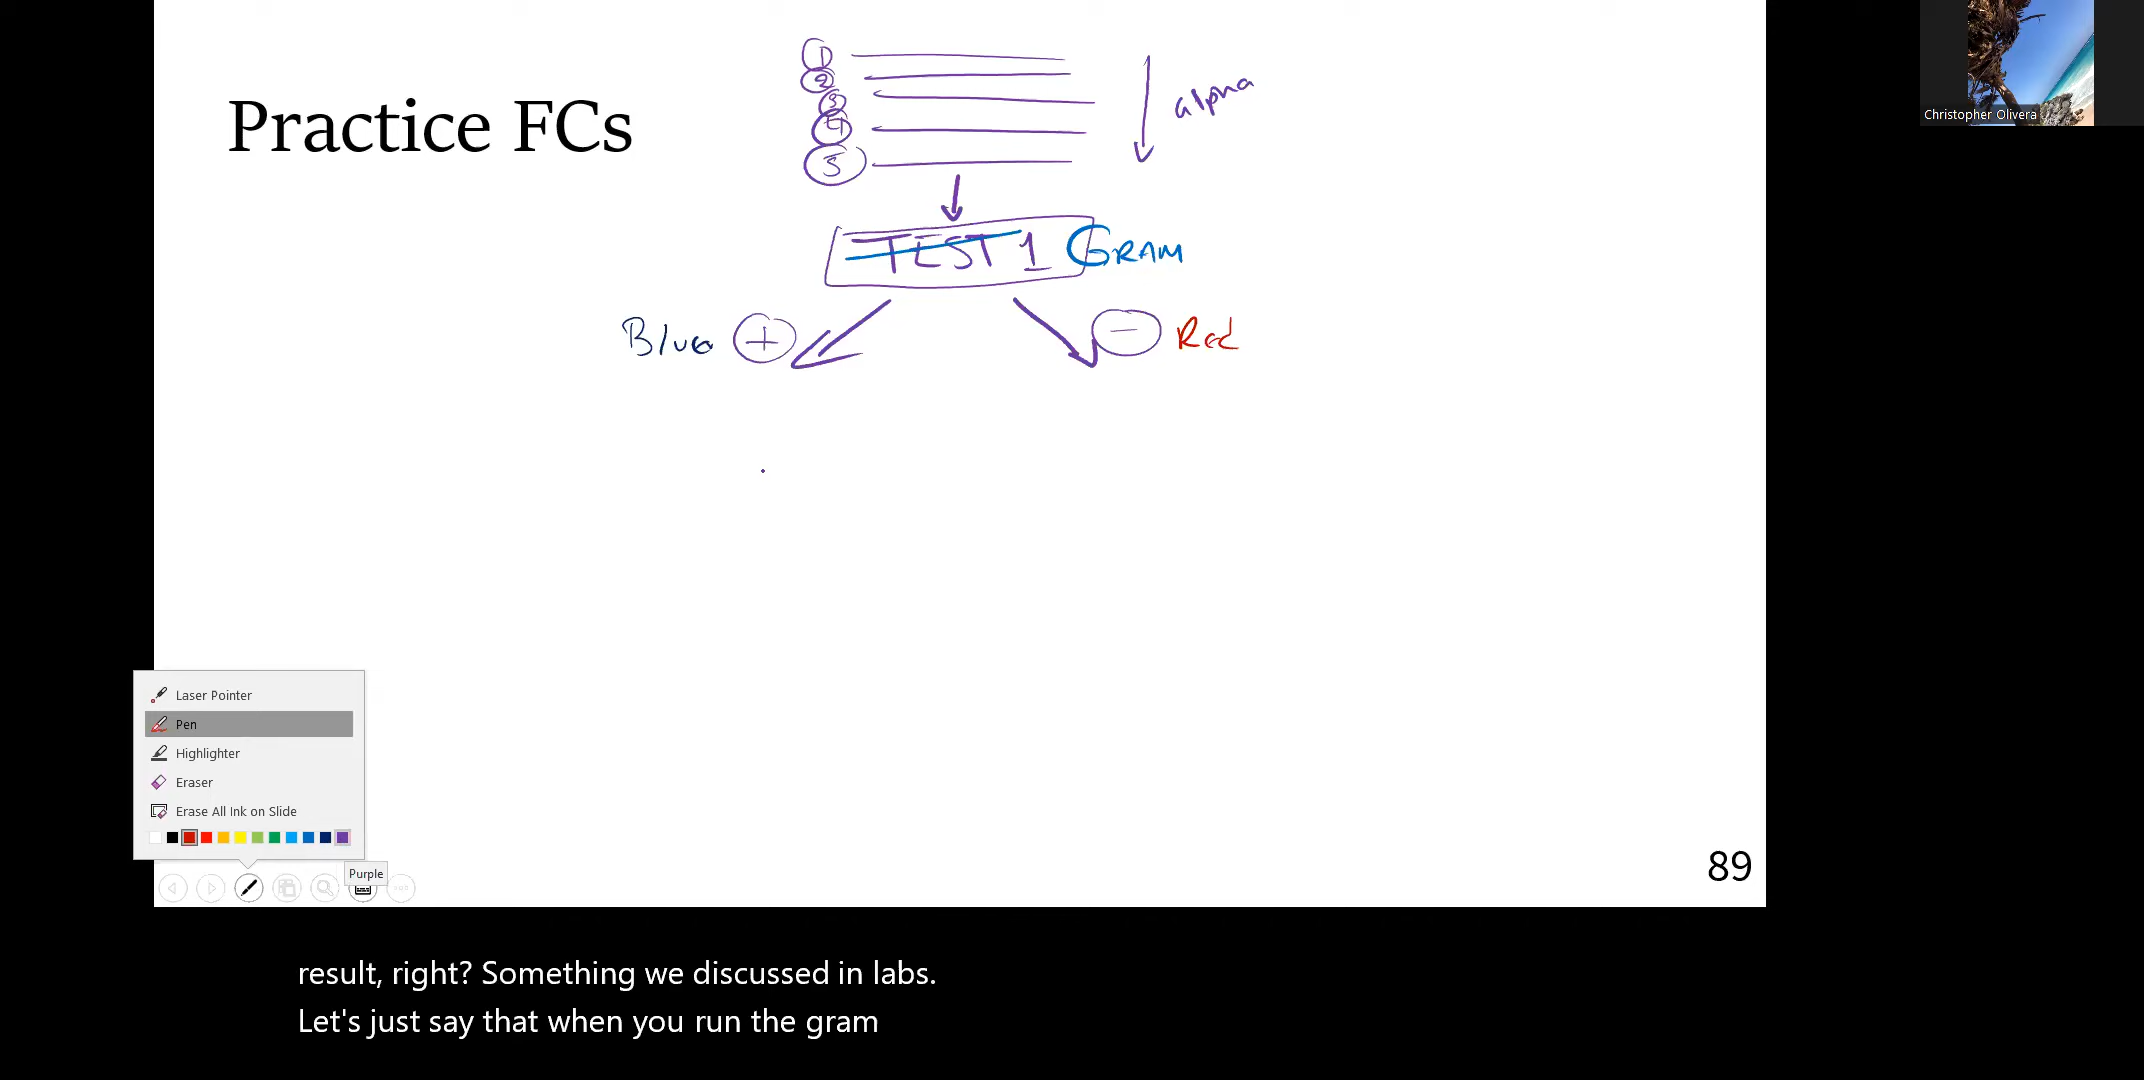 Practice FCs
1
2
3
4
5
alpha
TEST 1 GRAM
Blue + - Red
Christopher Olivera
Laser Pointer
Pen
Highlighter
Eraser
Erase All Ink on Slide
Purple
89
result, right? Something we discussed in labs.
Let's just say that when you run the gram